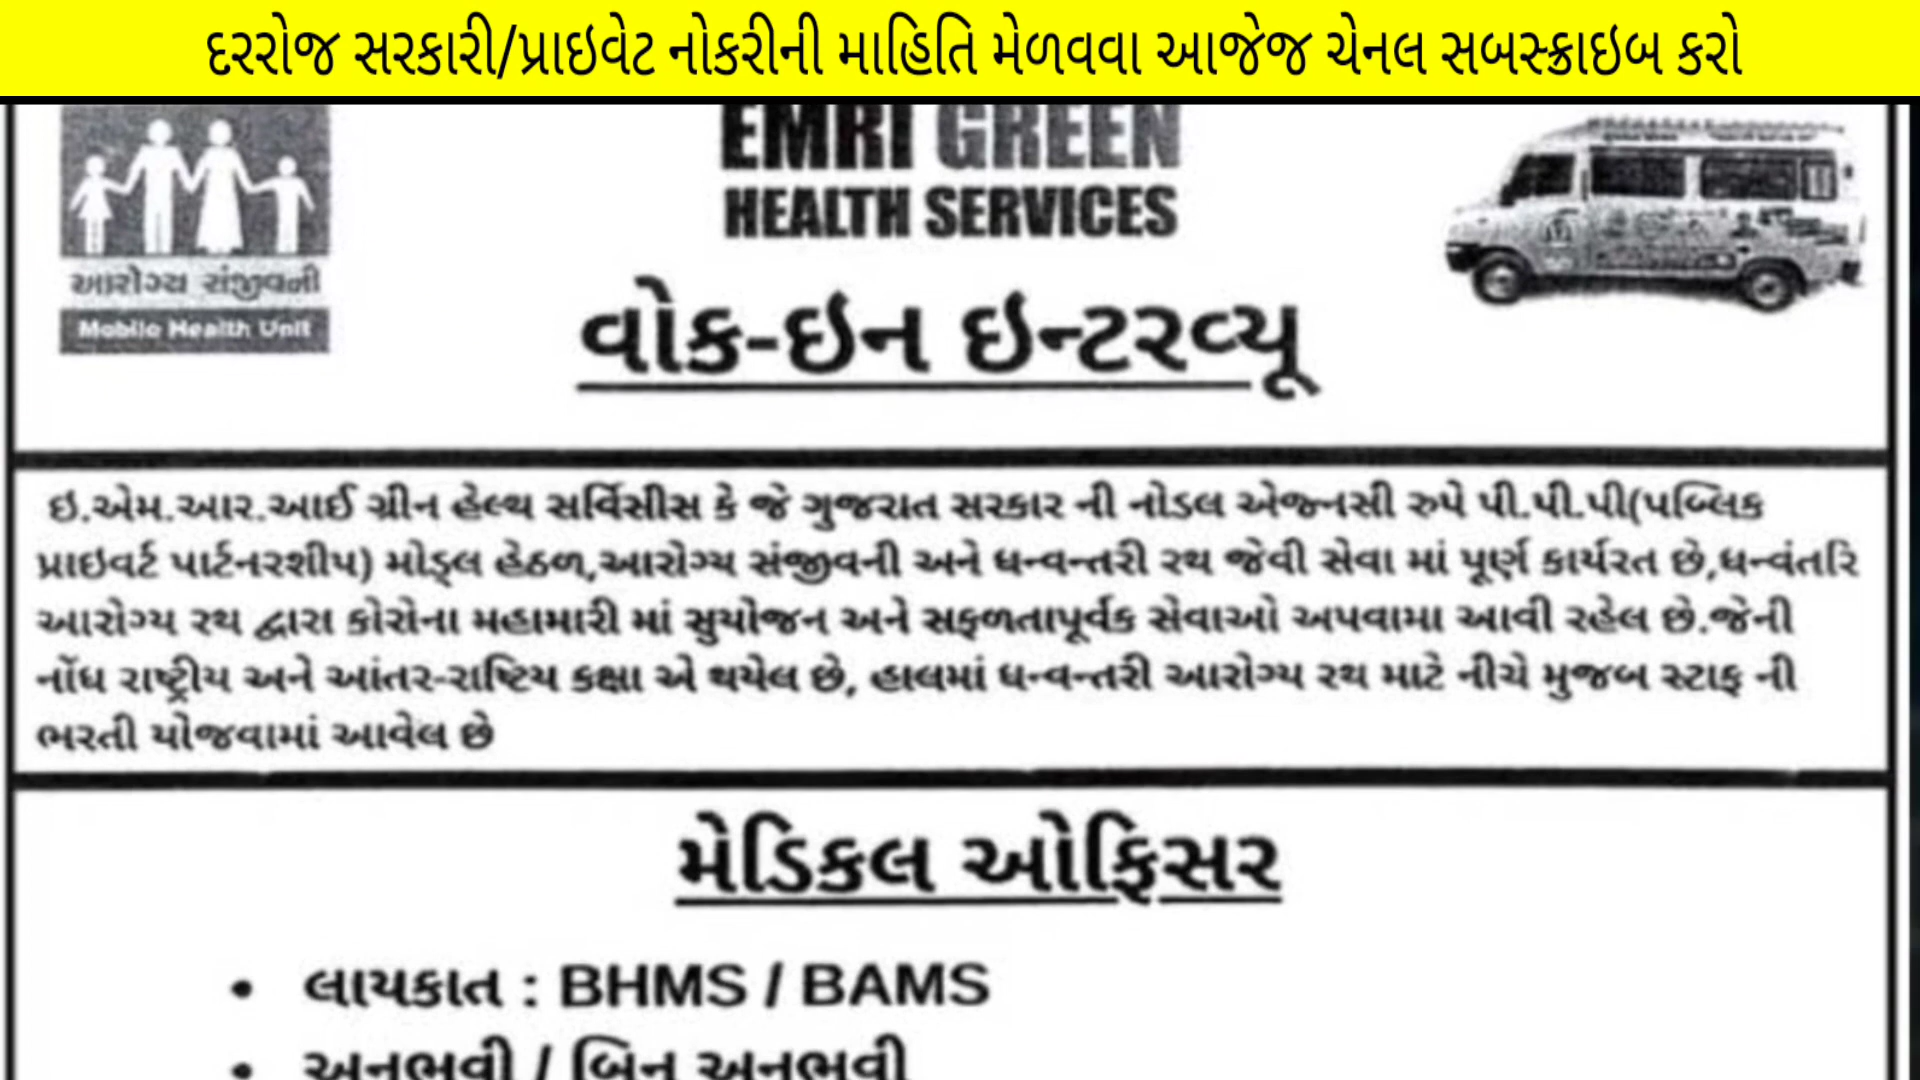 દરરોજ સરકારી/પ્રાઇવેટ નોકરીની માહિતિ મેળવવા આજેજ ચેનલ સબસ્ક્રાઇબ કરો
EMRI GREEN
HEALTH SERVICES
આરોગ્ય સંજીવની
Mobile Health Unit
વોક-ઇન ઇન્ટરવ્યૂ
ઇ.એમ.આર.આઈ ગ્રીન હેલ્થ સર્વિસીસ કે જે ગુજરાત સરકાર ની નોડલ એજન્સી રુપે પી.પી.પી(પબ્લિક
પ્રાઇવર્ટ પાર્ટનરશીપ) મોડ્લ હેઠળ,આરોગ્ય સંજીવની અને ધન્વન્તરી રથ જેવી સેવા માં પૂર્ણ કાર્યરત છે,ધન્વંતરિ
આરોગ્ય રથ દ્વારા કોરોના મહામારી માં સુયોજન અને સફળતાપૂર્વક સેવાઓ અપવામા આવી રહેલ છે.જેની
નોંધ રાષ્ટ્રીય અને આંતર-રાષ્ટિય કક્ષા એ થયેલ છે, હાલમાં ધન્વન્તરી આરોગ્ય રથ માટે નીચે મુજબ સ્ટાફ ની
ભરતી યોજવામાં આવેલ છે
મેડિકલ ઓફિસર
• લાયકાત : BHMS / BAMS
• અનુભવી / બિન અનુભવી